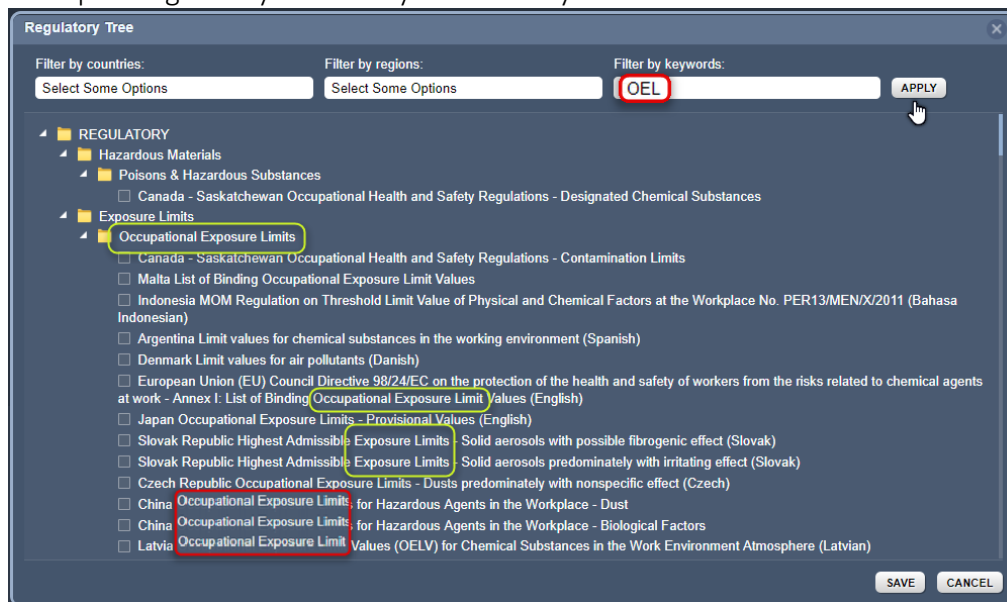 Regulatory Tree
Filter by countries:
Filter by regions:
Filter by keywords:
Select Some Options
Select Some Options
OEL
APPLY
REGULATORY
Hazardous Materials
Poisons & Hazardous Substances
Canada - Saskatchewan Occupational Health and Safety Regulations - Designated Chemical Substances
Exposure Limits
Occupational Exposure Limits
Canada - Saskatchewan Occupational Health and Safety Regulations - Contamination Limits
Malta List of Binding Occupational Exposure Limit Values
Indonesia MOM Regulation on Threshold Limit Value of Physical and Chemical Factors at the Workplace No. PER13/MEN/X/2011 (Bahasa
Indonesian)
Argentina Limit values for chemical substances in the working environment (Spanish)
Denmark Limit values for air pollutants (Danish)
European Union (EU) Council Directive 98/24/EC on the protection of the health and safety of workers from the risks related to chemical agents
at work - Annex I: List of Binding Occupational Exposure Limit Values (English)
Japan Occupational Exposure Limits - Provisional Values (English)
Slovak Republic Highest Admissible Exposure Limits - Solid aerosols with possible fibrogenic effect (Slovak)
Slovak Republic Highest Admissible Exposure Limits - Solid aerosols predominately with irritating effect (Slovak)
Czech Republic Occupational Exposure Limits - Dusts predominately with nonspecific effect (Czech)
China Occupational Exposure Limits for Hazardous Agents in the Workplace - Dust
China Occupational Exposure Limits for Hazardous Agents in the Workplace - Biological Factors
Latvia Occupational Exposure Limit Values (OELV) for Chemical Substances in the Work Environment Atmosphere (Latvian)
SAVE
CANCEL